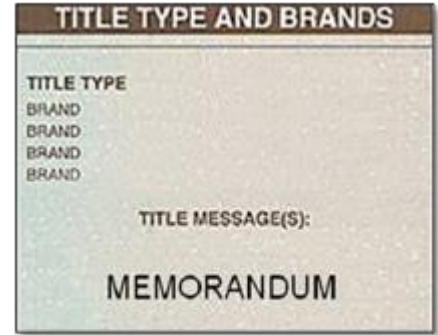 TITLE TYPE AND BRANDS
TITLE TYPE
BRAND
BRAND
BRAND
BRAND
TITLE MESSAGE(S):
MEMORANDUM